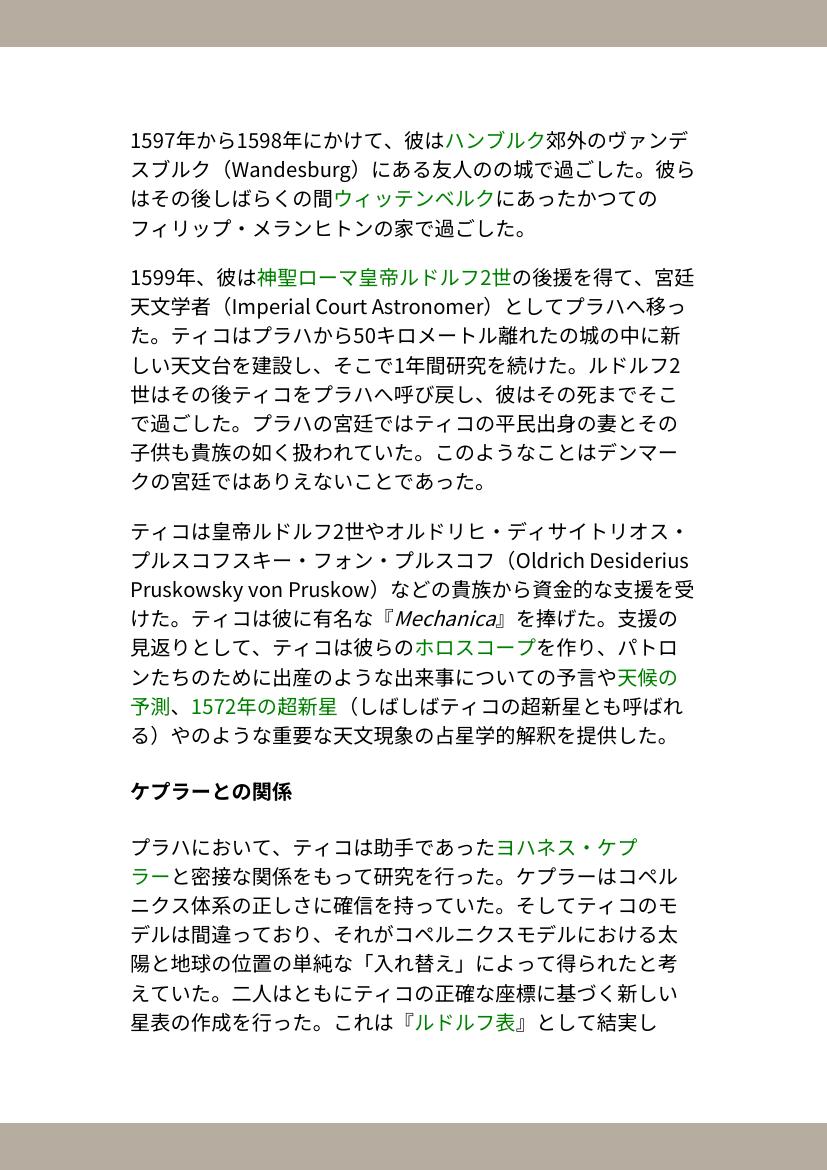 1597年から1598年にかけて、彼はハンブルク郊外のヴァンデ
スブルク（Wandesburg）にある友人のの城で過ごした。彼ら
はその後しばらくの間ウィッテンベルクにあったかつての
フィリップ・メランヒトンの家で過ごした。
1599年、彼は神聖ローマ皇帝ルドルフ2世の後援を得て、宮廷
天文学者（Imperial Court Astronomer）としてプラハへ移っ
た。ティコはプラハから50キロメートル離れたの城の中に新
しい天文台を建設し、そこで1年間研究を続けた。ルドルフ2
世はその後ティコをプラハへ呼び戻し、彼はその死までそこ
で過ごした。プラハの宮廷ではティコの平民出身の妻とその
子供も貴族の如く扱われていた。このようなことはデンマー
クの宮廷ではありえないことであった。
ティコは皇帝ルドルフ2世やオルドリヒ・ディサイトリオス・
プルスコフスキー・フォン・プルスコフ（Oldrich Desiderius
Pruskowsky von Pruskow）などの貴族から資金的な支援を受
けた。ティコは彼に有名な『Mechanica』を捧げた。支援の
見返りとして、ティコは彼らのホロスコープを作り、パトロ
ンたちのために出産のような出来事についての予言や天候の
予測、1572年の超新星（しばしばティコの超新星とも呼ばれ
る）やのような重要な天文現象の占星学的解釈を提供した。
ケプラーとの関係
プラハにおいて、ティコは助手であったヨハネス・ケプ
ラーと密接な関係をもって研究を行った。ケプラーはコペル
ニクス体系の正しさに確信を持っていた。そしてティコのモ
デルは間違っており、それがコペルニクスモデルにおける太
陽と地球の位置の単純な「入れ替え」によって得られたと考
えていた。二人はともにティコの正確な座標に基づく新しい
星表の作成を行った。これは『ルドルフ表』として結実し